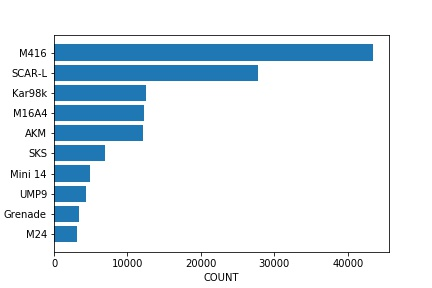 M416
SCAR-L
Kar98k
M16A4
AKM
SKS
Mini 14
UMP9
Grenade
M24
0 10000 20000 30000 40000
COUNT